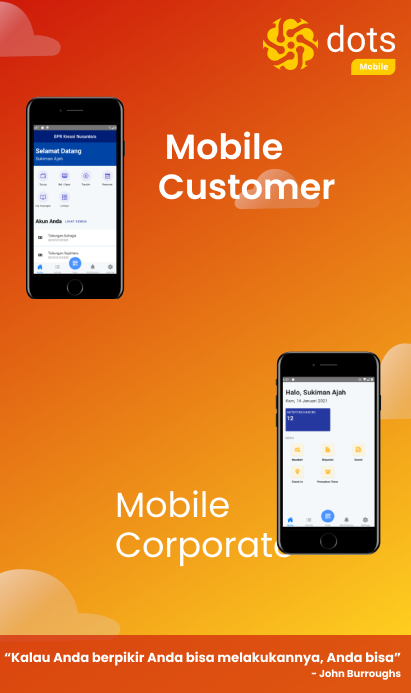 dots
Mobile
BPR Kreasi Nusantara
Selamat Datang
Sukiman Ajah
Transfer
Akun Anda LIHAT SEMUA
Tabungan Bahagia
Tabungan Sejahtera
Mobile
Customer
Halo, Sukiman Ajah
Kam, 14 Januari 2021
12
Mobile
Corporate
“Kalau Anda berpikir Anda bisa melakukannya, Anda bisa”
- John Burroughs